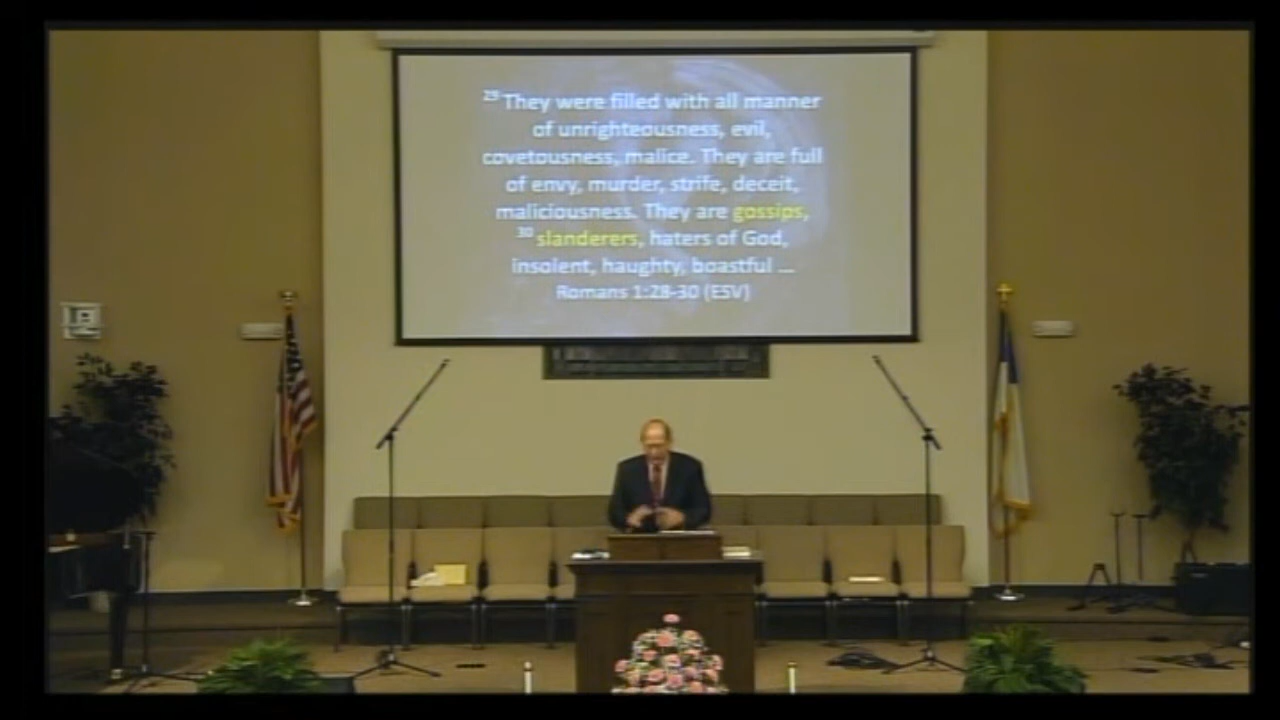 29 They were filled with all manner
of unrighteousness, evil,
covetousness, malice. They are full
of envy, murder, strife, deceit,
maliciousness. They are gossips,
30 slanderers, haters of God,
insolent, haughty, boastful ...
Romans 1:28-30 (ESV)